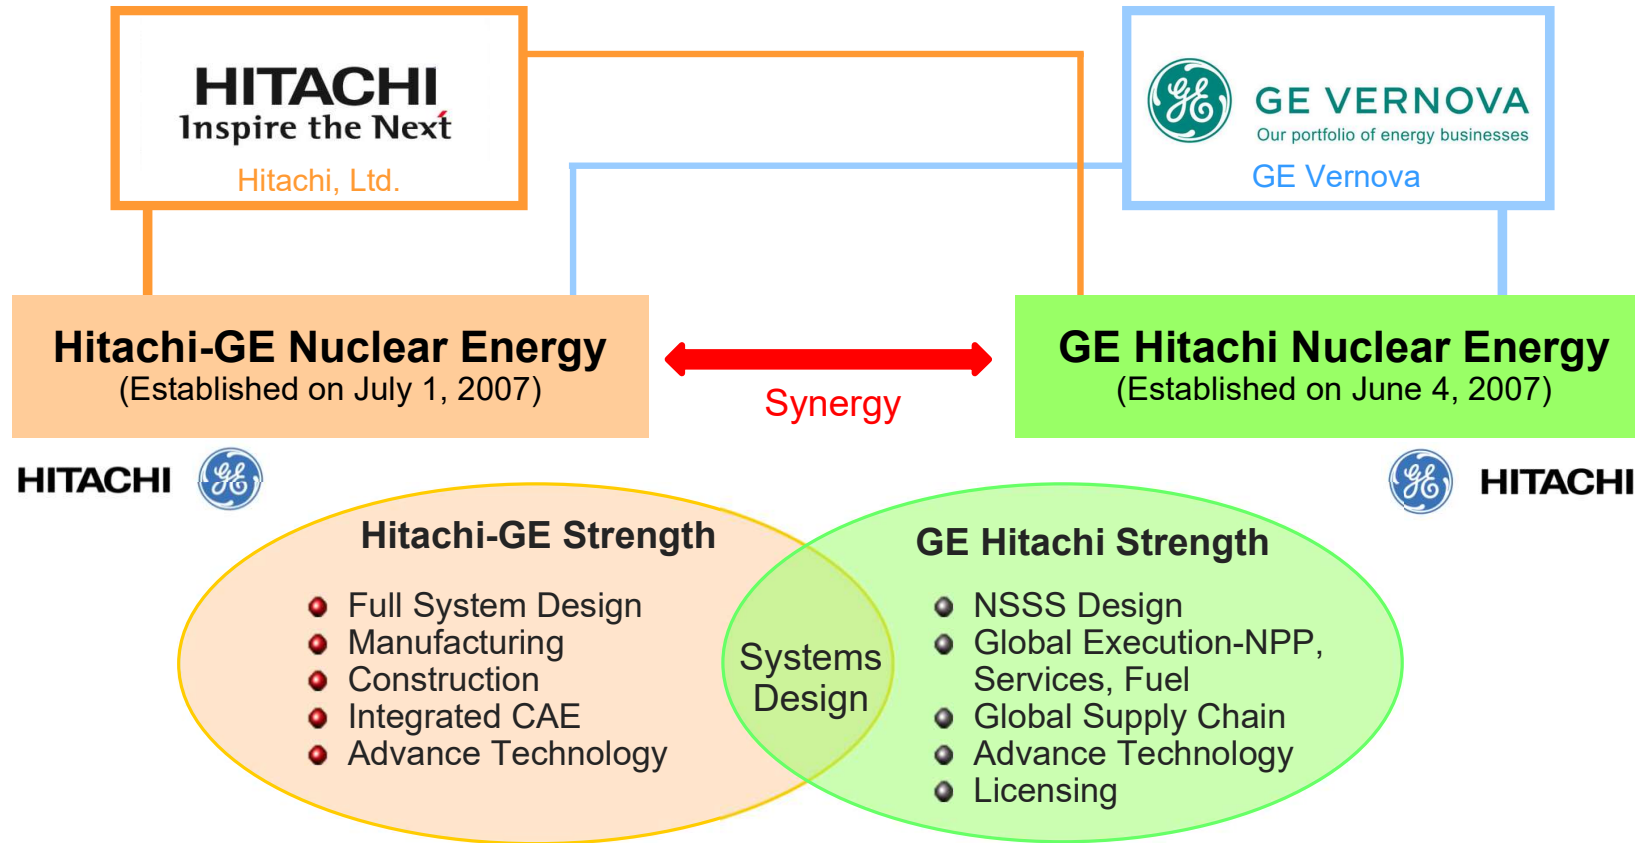 HITACHI
Inspire the Next
Hitachi, Ltd.
GE
GE VERNOVA
Our portfolio of energy businesses
GE Vernova
Hitachi-GE Nuclear Energy
(Established on July 1, 2007)
Synergy
GE Hitachi Nuclear Energy
(Established on June 4, 2007)
HITACHI
GE
GE
HITACHI
Hitachi-GE Strength
Full System Design
Manufacturing
Construction
Integrated CAE
Advance Technology
Systems
Design
GE Hitachi Strength
NSSS Design
Global Execution-NPP,
Services, Fuel
Global Supply Chain
Advance Technology
Licensing